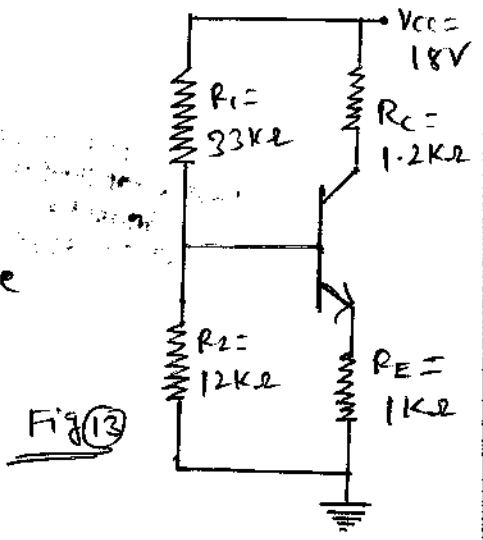 Vcc =
18V
R1 =
33KΩ
Rc =
1.2KΩ
e
R2 =
12KΩ
RE =
1KΩ
Fig 13